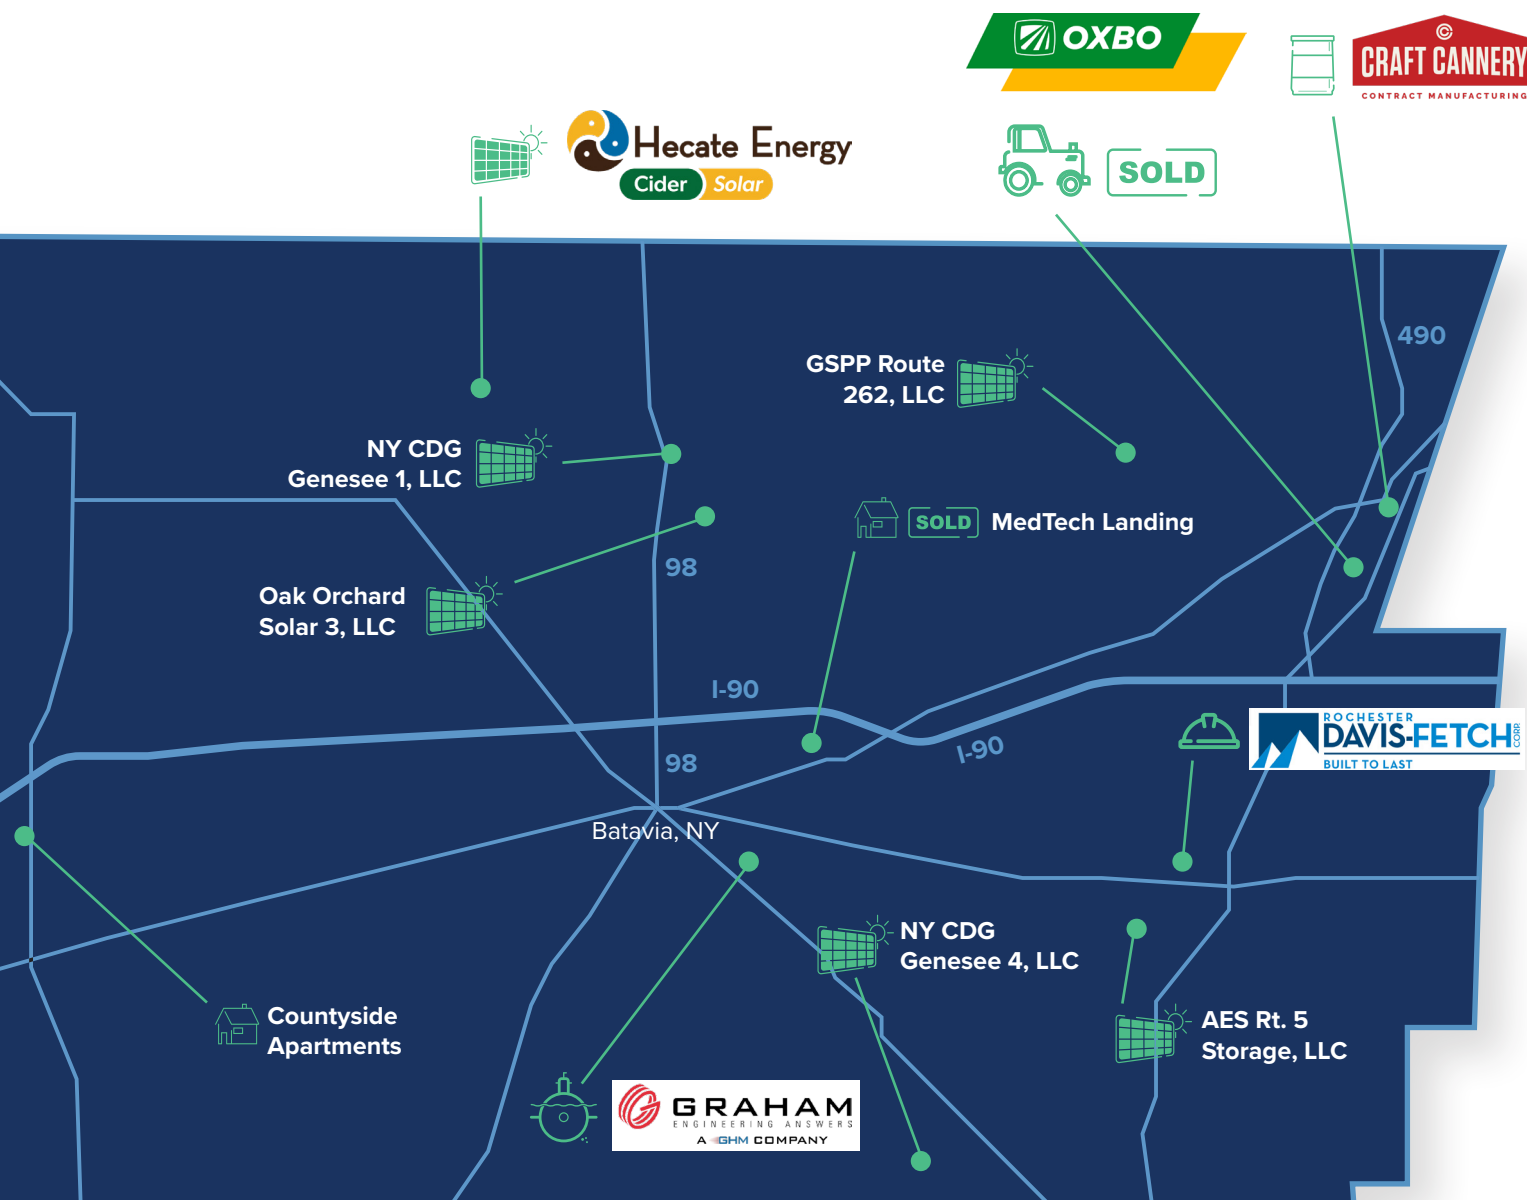 OXBO
CRAFT CANNERY
CONTRACT MANUFACTURING
Hecate Energy
Cider Solar
SOLD
490
GSPP Route
262, LLC
NY CDG
Genesee 1, LLC
SOLD MedTech Landing
98
Oak Orchard
Solar 3, LLC
I-90
ROCHESTER
DAVIS-FETCH CORP
BUILT TO LAST
I-90
98
Batavia, NY
NY CDG
Genesee 4, LLC
Countyside
Apartments
AES Rt. 5
Storage, LLC
GRAHAM
ENGINEERING ANSWERS
A GHM COMPANY